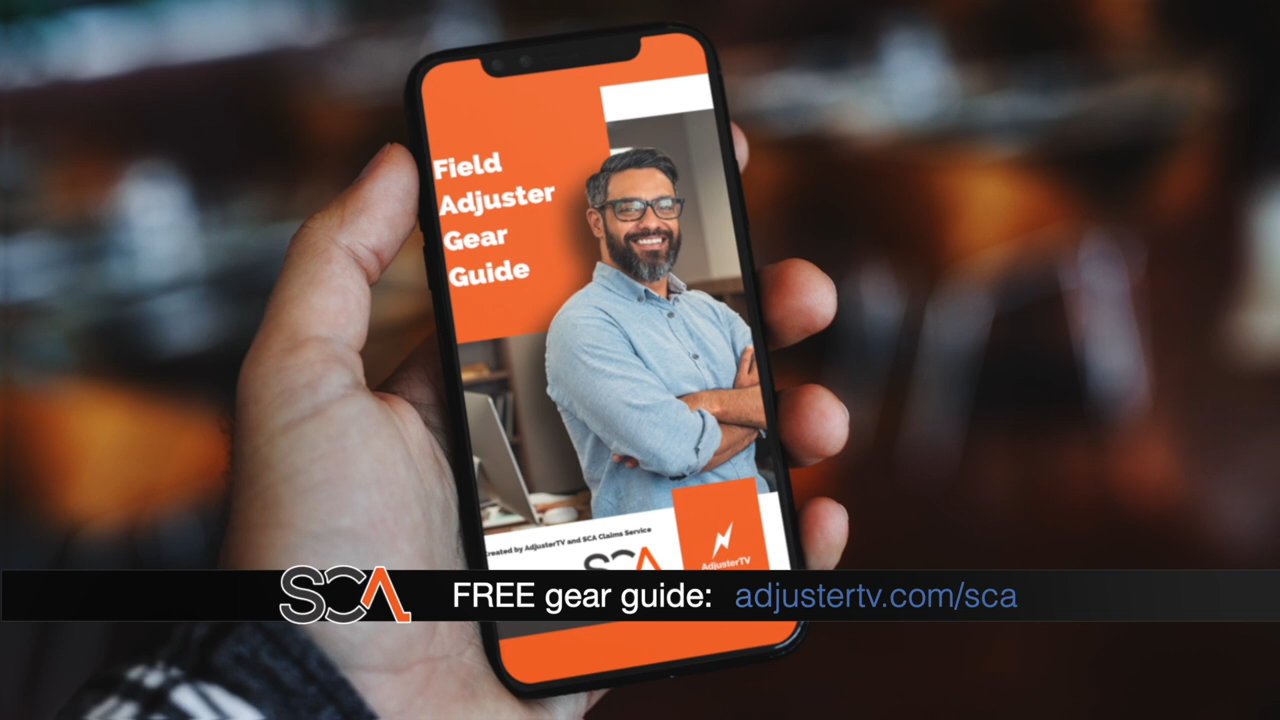 Field
Adjuster
Gear
Guide
Created by AdjusterTV and SCA Claims Service
SCA
AdjusterTV
SCA FREE gear guide: adjustertv.com/sca